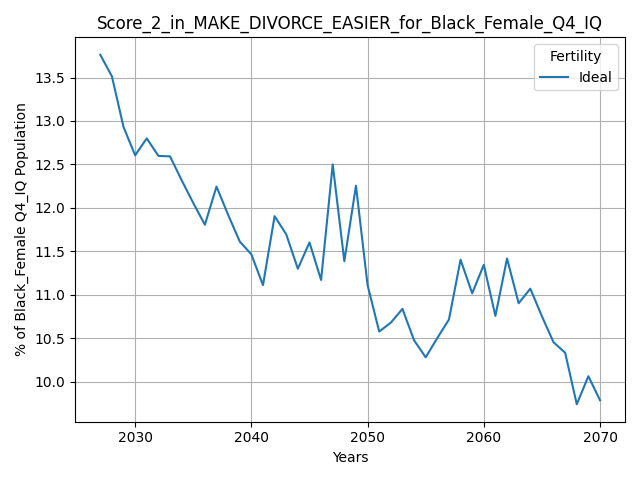 Score_2_in_MAKE_DIVORCE_EASIER_for_Black_Female_Q4_IQ
Fertility
Ideal
% of Black_Female Q4_IQ Population
13.5
13.0
12.5
12.0
11.5
11.0
10.5
10.0
2030 2040 2050 2060 2070
Years